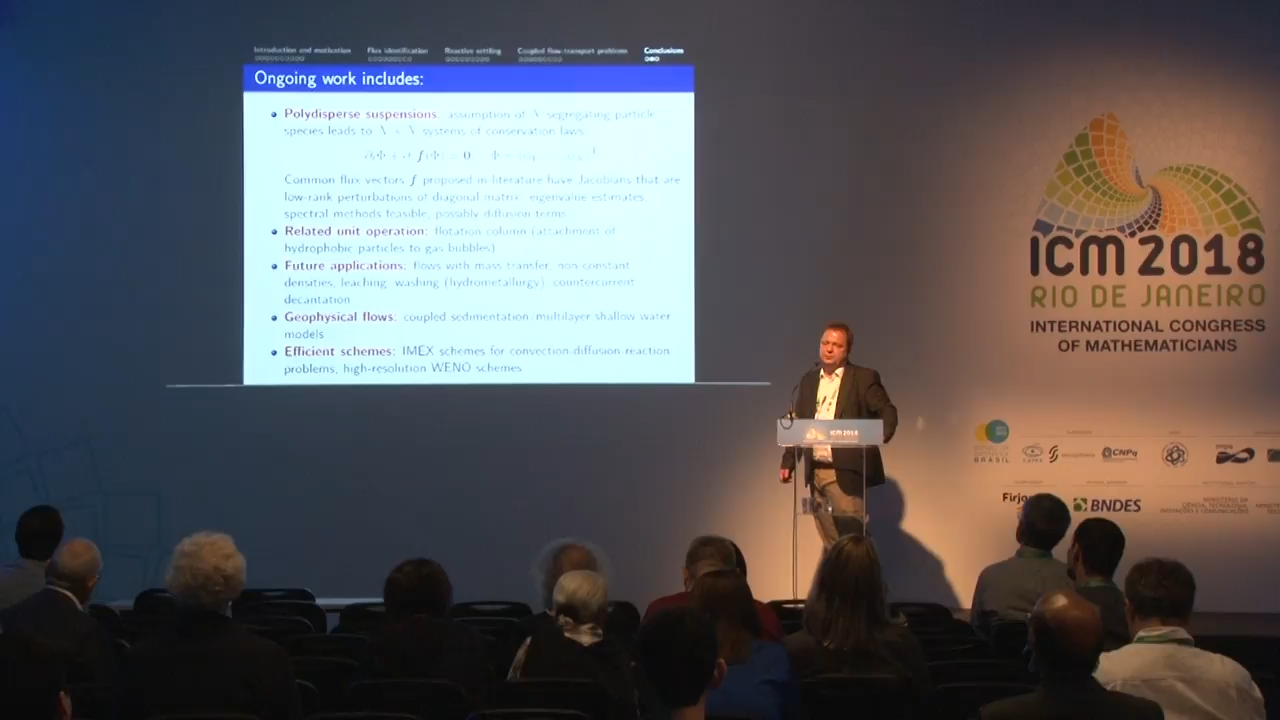 Introduction and motivation Flux identification Reactive settling Coupled flow-transport problems Conclusions
Ongoing work includes:
Polydisperse suspensions: assumption of N segregating particle
species leads to N × N systems of conservation laws
Common flux vectors f proposed in literature have Jacobians that are
low-rank perturbations of diagonal matrix: eigenvalue estimates,
spectral methods feasible, possibly diffusion terms
Related unit operation: flotation column (attachment of
hydrophobic particles to gas bubbles)
Future applications: flows with mass transfer, non-constant
densities, leaching, washing (hydrometallurgy), countercurrent
decantation
Geophysical flows: coupled sedimentation-multilayer shallow water
models
Efficient schemes: IMEX schemes for convection-diffusion-reaction
problems, high-resolution WENO schemes
ICM 2018
RIO DE JANEIRO
INTERNATIONAL CONGRESS
OF MATHEMATICIANS
ICM 2018
BRASIL
CNPq
BNDES